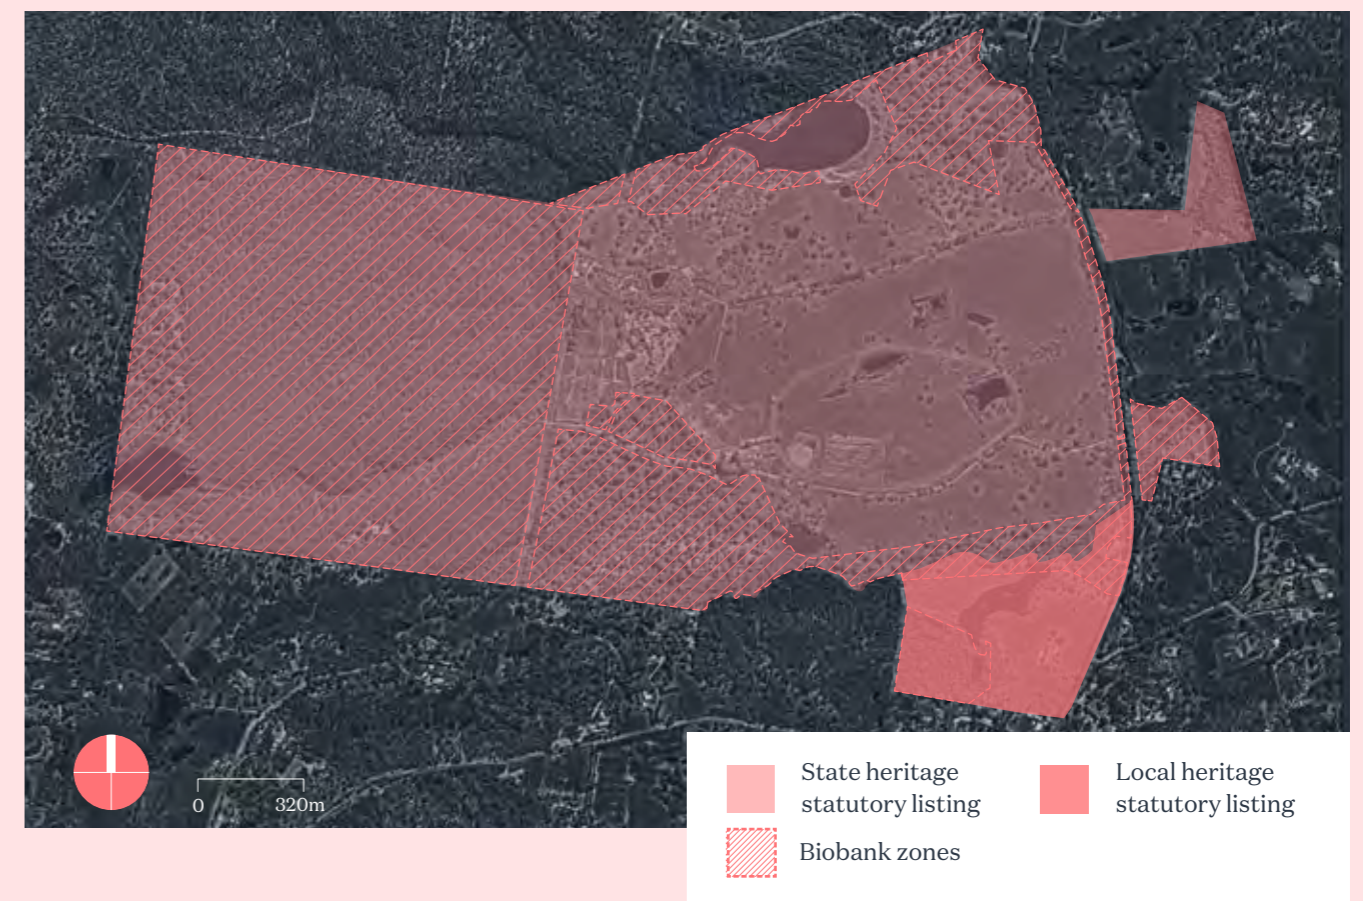 0
320m
State heritage
statutory listing
Local heritage
statutory listing
Biobank zones